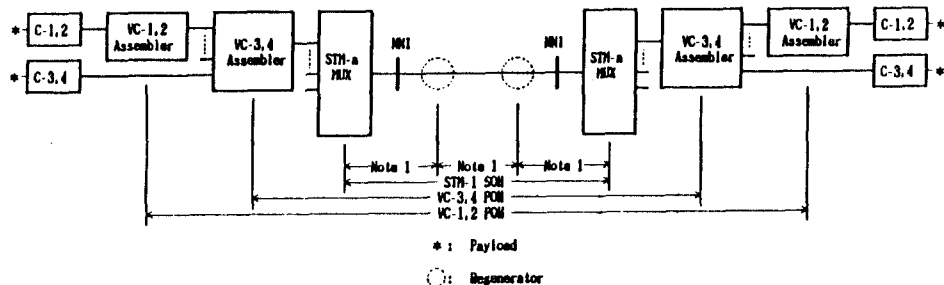 * C-1,2
VC-1,2 Assembler
VC-3,4 Assembler
* C-3,4
STM-a MUX
NNI
NNI
STM-a MUX
VC-3,4 Assembler
VC-1,2 Assembler
C-1,2 *
C-3,4 *
Note 1
Note 1
Note 1
STM-1 SOH
VC-3,4 POH
VC-1,2 POH
* : Payload
: Regenerator